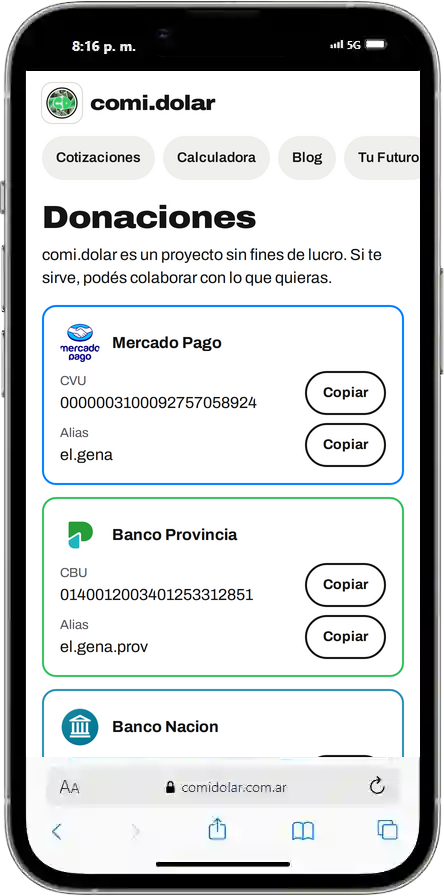 8:16 p. m.
5G
comi.dolar
Cotizaciones
Calculadora
Blog
Tu Futuro
Donaciones
comi.dolar es un proyecto sin fines de lucro. Si te
sirve, podés colaborar con lo que quieras.
mercado
pago
Mercado Pago
CVU
0000003100092757058924
Copiar
Alias
el.gena
Copiar
Banco Provincia
CBU
0140012003401253312851
Copiar
Alias
el.gena.prov
Copiar
Banco Nacion
AA
comidolar.com.ar